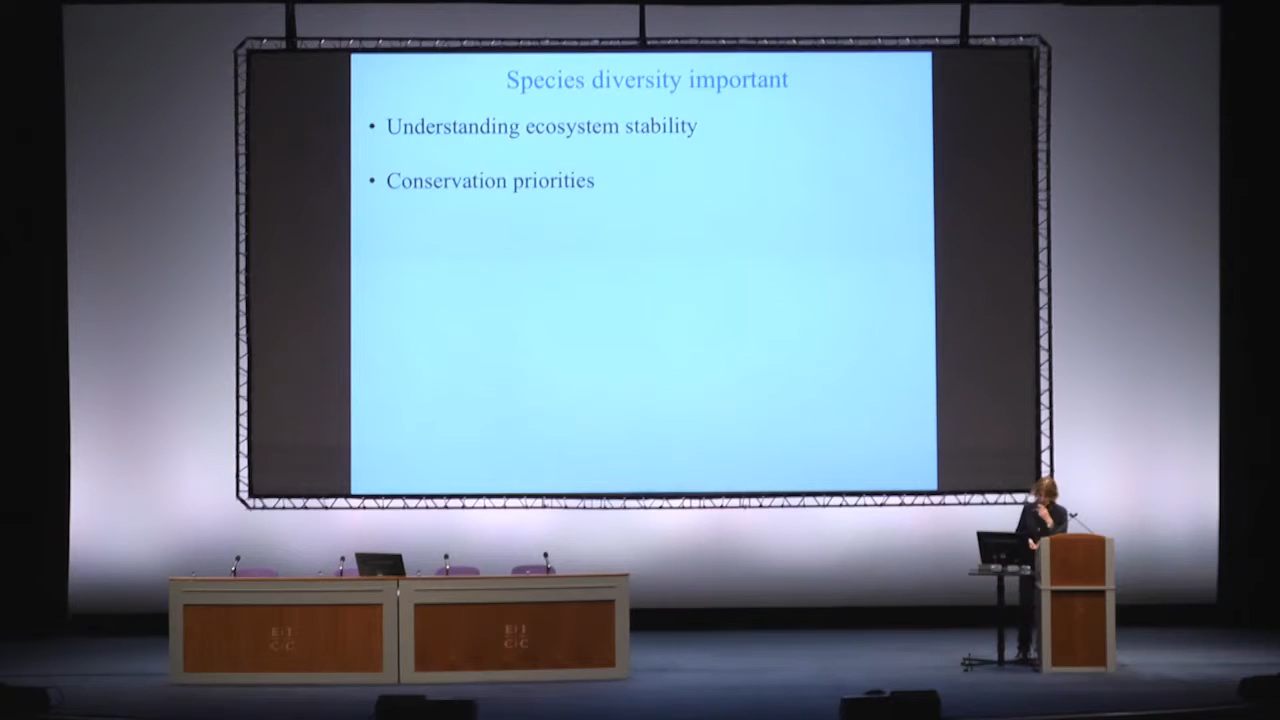 Species diversity important
• Understanding ecosystem stability
• Conservation priorities
E I
C C
E I
C C